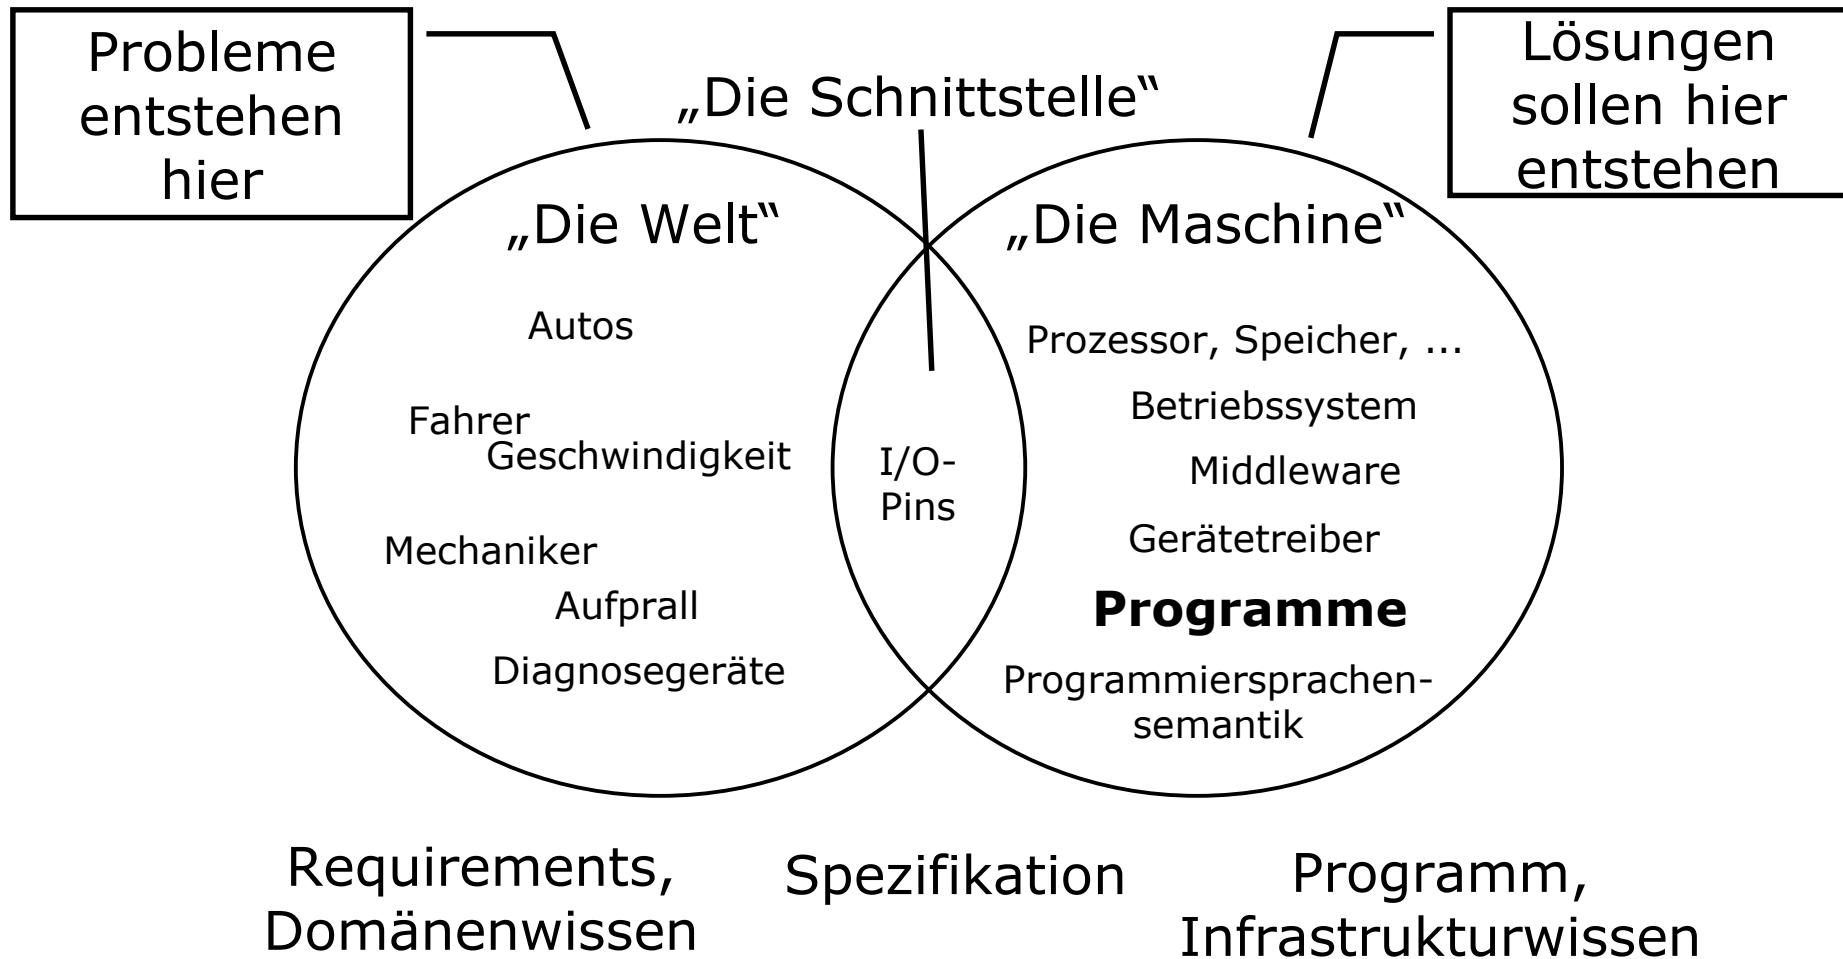 Probleme
entstehen
hier
„Die Schnittstelle“
Lösungen
sollen hier
entstehen
„Die Welt“
„Die Maschine“
Autos
Fahrer
Geschwindigkeit
Mechaniker
Aufprall
Diagnosegeräte
I/O-
Pins
Prozessor, Speicher, ...
Betriebssystem
Middleware
Gerätetreiber
Programme
Programmiersprachen-
semantik
Requirements,
Domänenwissen
Spezifikation
Programm,
Infrastrukturwissen